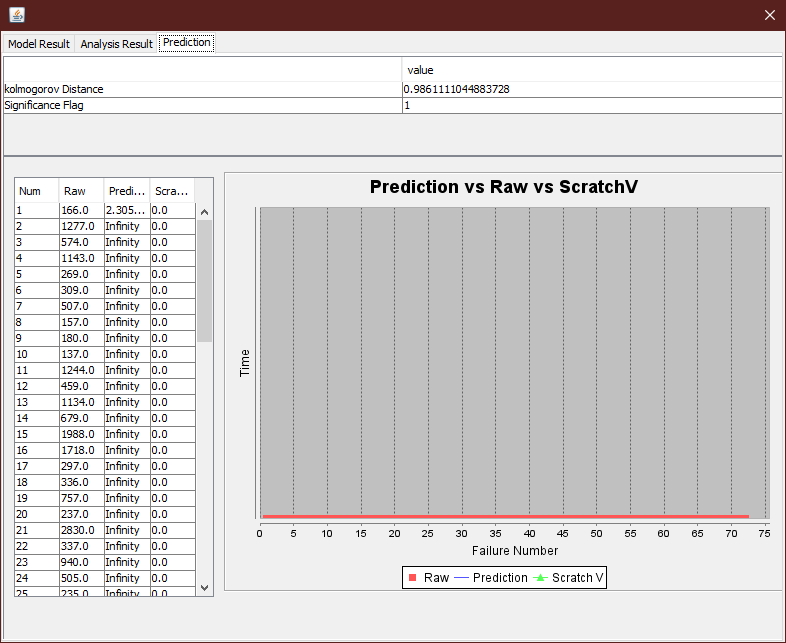 Model Result Analysis Result Prediction
value
kolmogorov Distance 0.9861111044883728
Significance Flag 1
Prediction vs Raw vs ScratchV
Num Raw Predi... Scra...
1 166.0 2.305... 0.0
2 1277.0 Infinity 0.0
3 574.0 Infinity 0.0
4 1143.0 Infinity 0.0
5 269.0 Infinity 0.0
6 309.0 Infinity 0.0
7 507.0 Infinity 0.0
8 157.0 Infinity 0.0
9 180.0 Infinity 0.0
10 137.0 Infinity 0.0
11 1244.0 Infinity 0.0
12 459.0 Infinity 0.0
13 1134.0 Infinity 0.0
14 679.0 Infinity 0.0
15 1988.0 Infinity 0.0
16 1718.0 Infinity 0.0
17 297.0 Infinity 0.0
18 336.0 Infinity 0.0
19 757.0 Infinity 0.0
20 237.0 Infinity 0.0
21 2830.0 Infinity 0.0
22 337.0 Infinity 0.0
23 940.0 Infinity 0.0
24 505.0 Infinity 0.0
25 235.0 Infinity 0.0
Time
0 5 10 15 20 25 30 35 40 45 50 55 60 65 70 75
Failure Number
Raw Prediction Scratch V